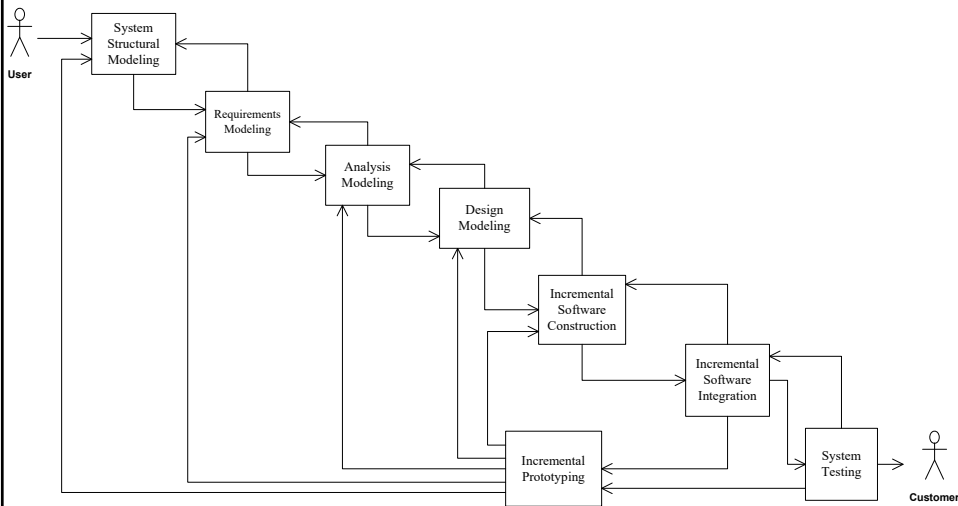 User
System
Structural
Modeling
Requirements
Modeling
Analysis
Modeling
Design
Modeling
Incremental
Software
Construction
Incremental
Software
Integration
Incremental
Prototyping
System
Testing
Customer